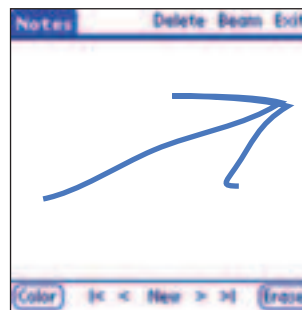 Notes Delete Beam Exit
Color |< < New > >| Erase